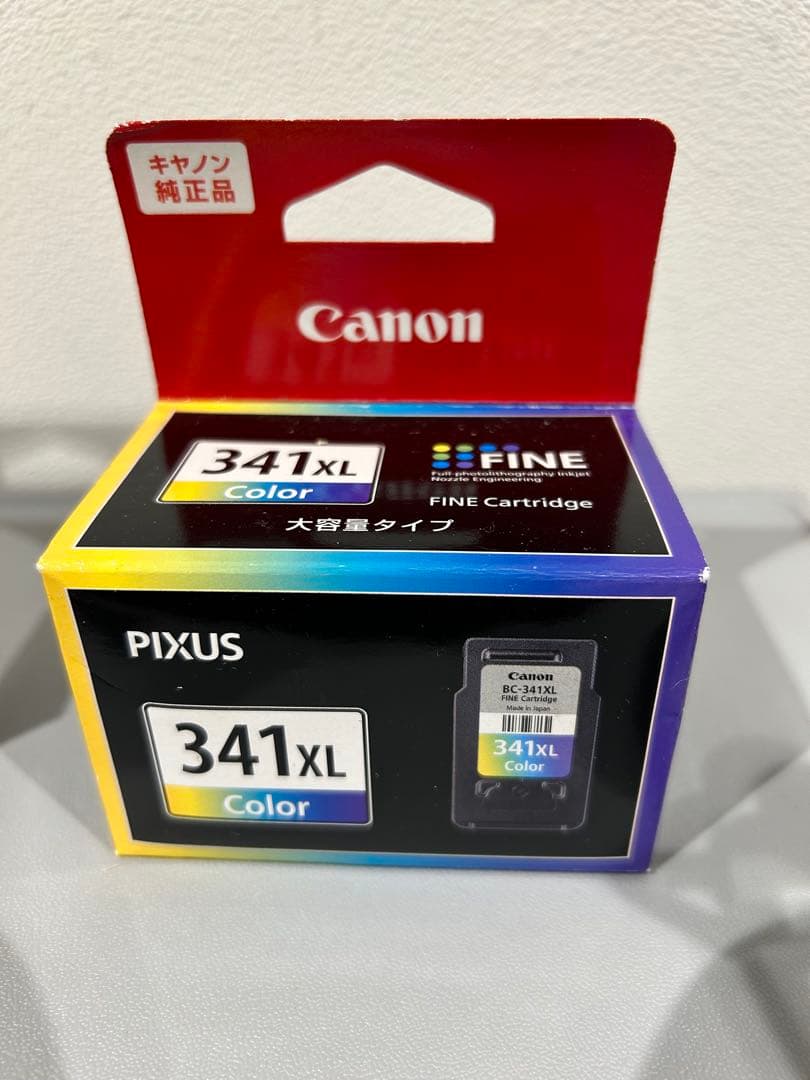 キヤノン
純正品
Canon
341XL
Color
FINE
Full-photolithography Inkjet
Nozzle Engineering
FINE Cartridge
大容量タイプ
PIXUS
341XL
Color
Canon
BC-341XL
FINE Cartridge
Made in Japan
341XL
Color